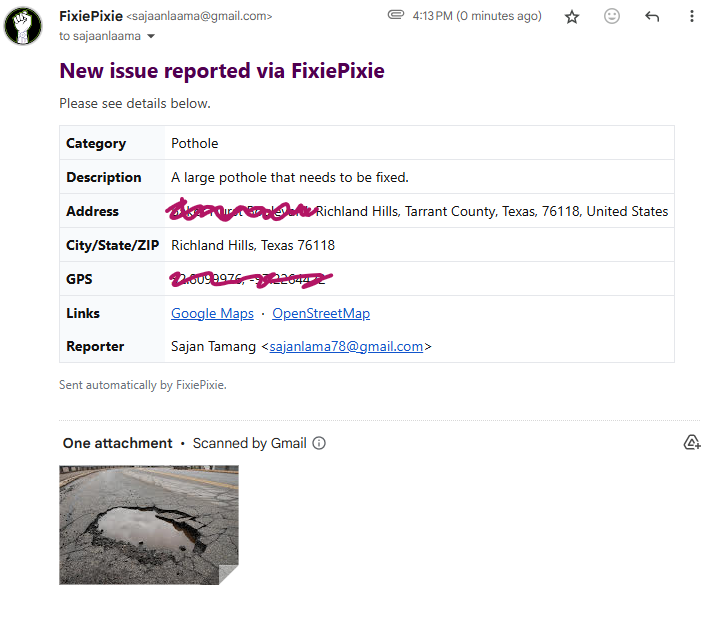 FixiePixie <sajaanlaama@gmail.com>
4:13 PM (0 minutes ago)
to sajaanlaama
New issue reported via FixiePixie
Please see details below.
Category Pothole
Description A large pothole that needs to be fixed.
Address Richland Hills, Tarrant County, Texas, 76118, United States
City/State/ZIP Richland Hills, Texas 76118
GPS
Links Google Maps · OpenStreetMap
Reporter Sajan Tamang <sajanlama78@gmail.com>
Sent automatically by FixiePixie.
One attachment • Scanned by Gmail